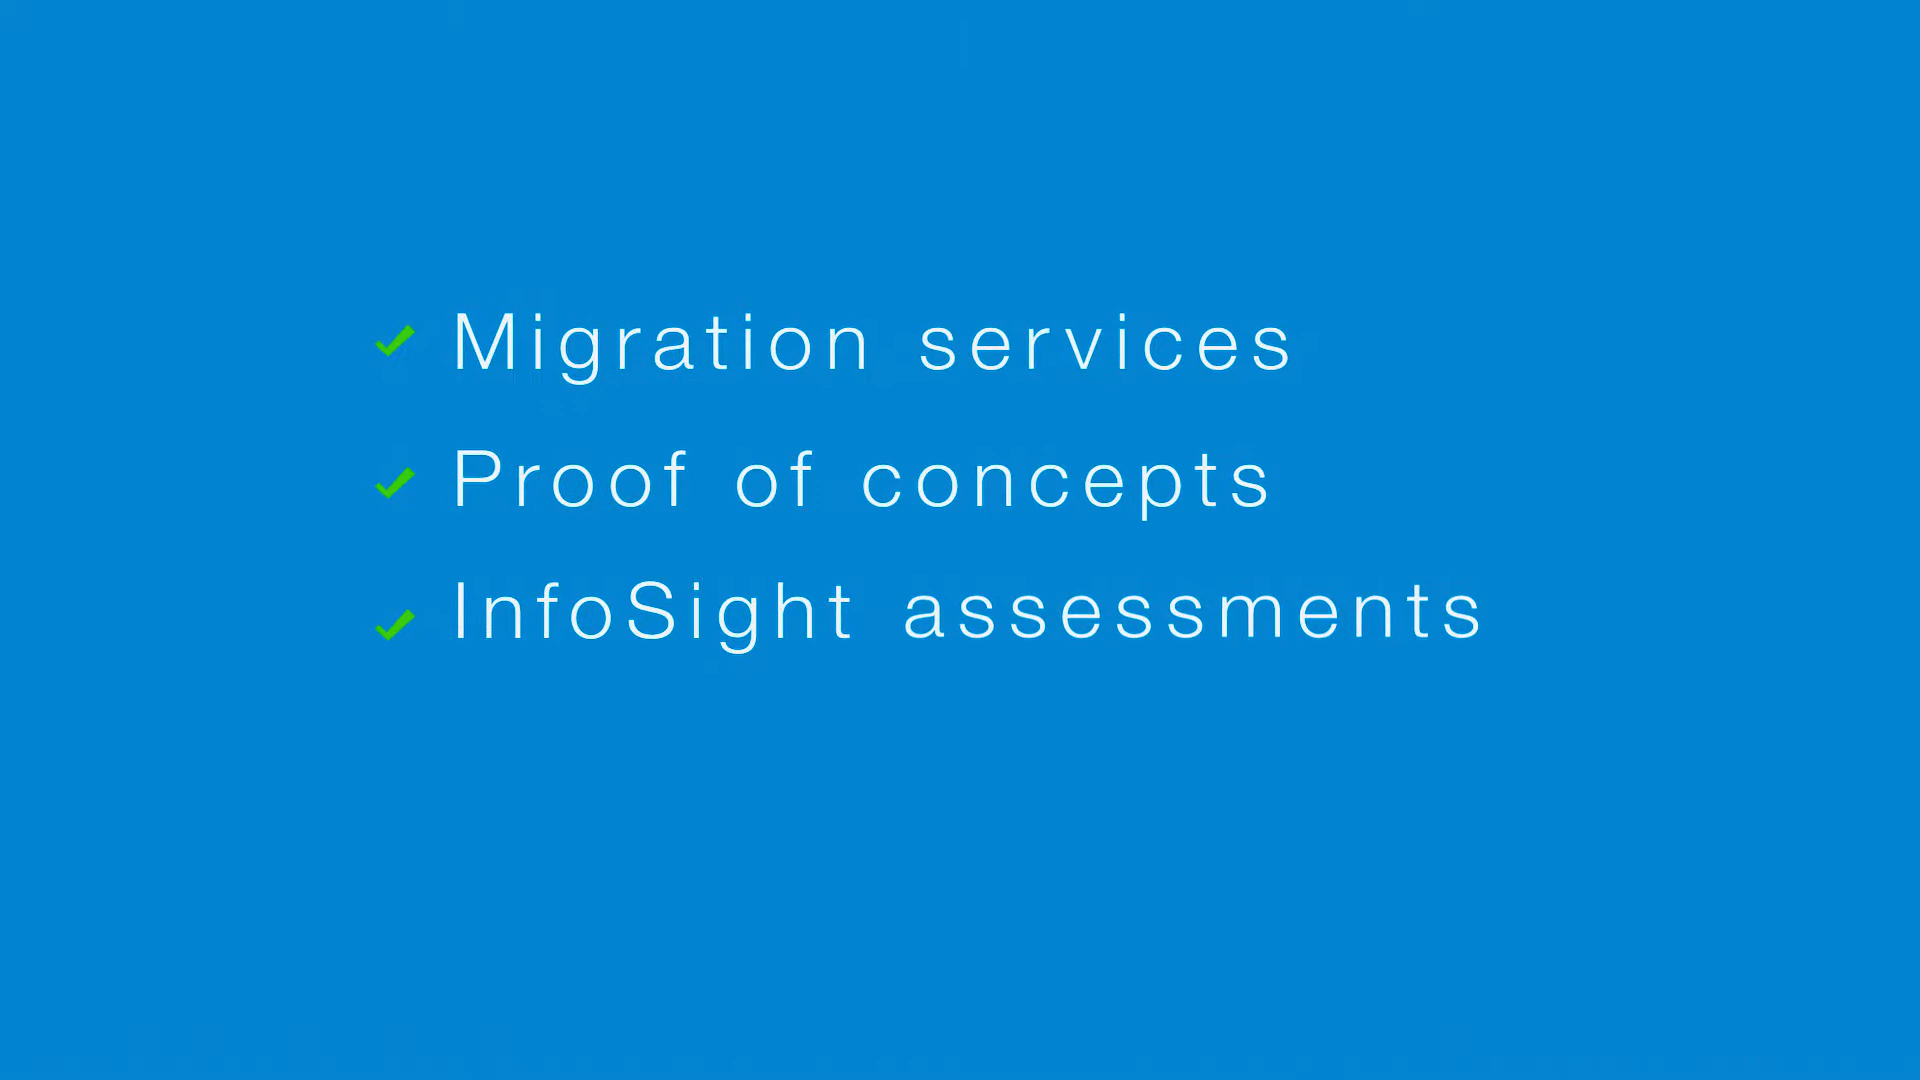 Migration services
Proof of concepts
InfoSight assessments